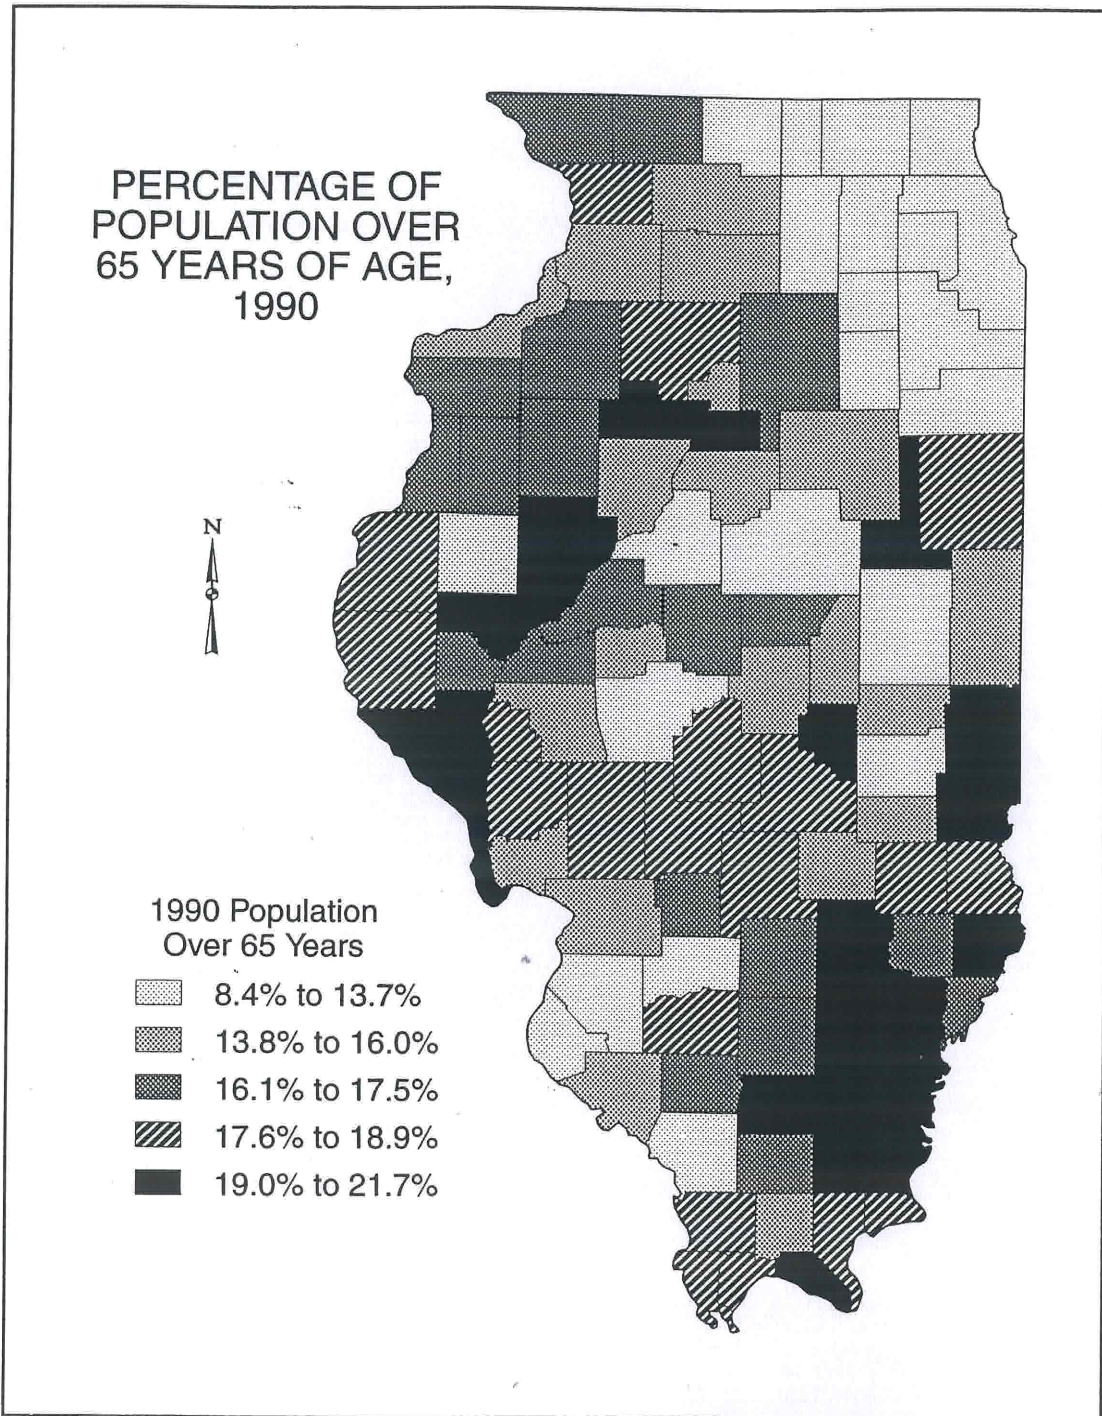 PERCENTAGE OF
POPULATION OVER
65 YEARS OF AGE,
1990
N
1990 Population
Over 65 Years
8.4% to 13.7%
13.8% to 16.0%
16.1% to 17.5%
17.6% to 18.9%
19.0% to 21.7%